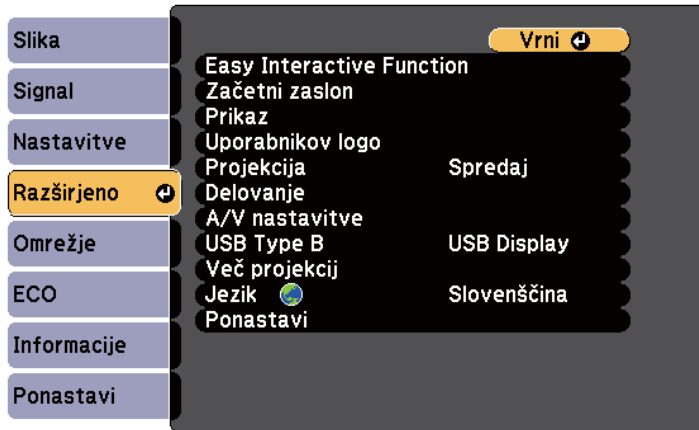 Slika
Signal
Nastavitve
Razširjeno
Omrežje
ECO
Informacije
Ponastavi
Vrni
Easy Interactive Function
Začetni zaslon
Prikaz
Uporabnikov logo
Projekcija Spredaj
Delovanje
A/V nastavitve
USB Type B USB Display
Več projekcij
Jezik Slovenščina
Ponastavi